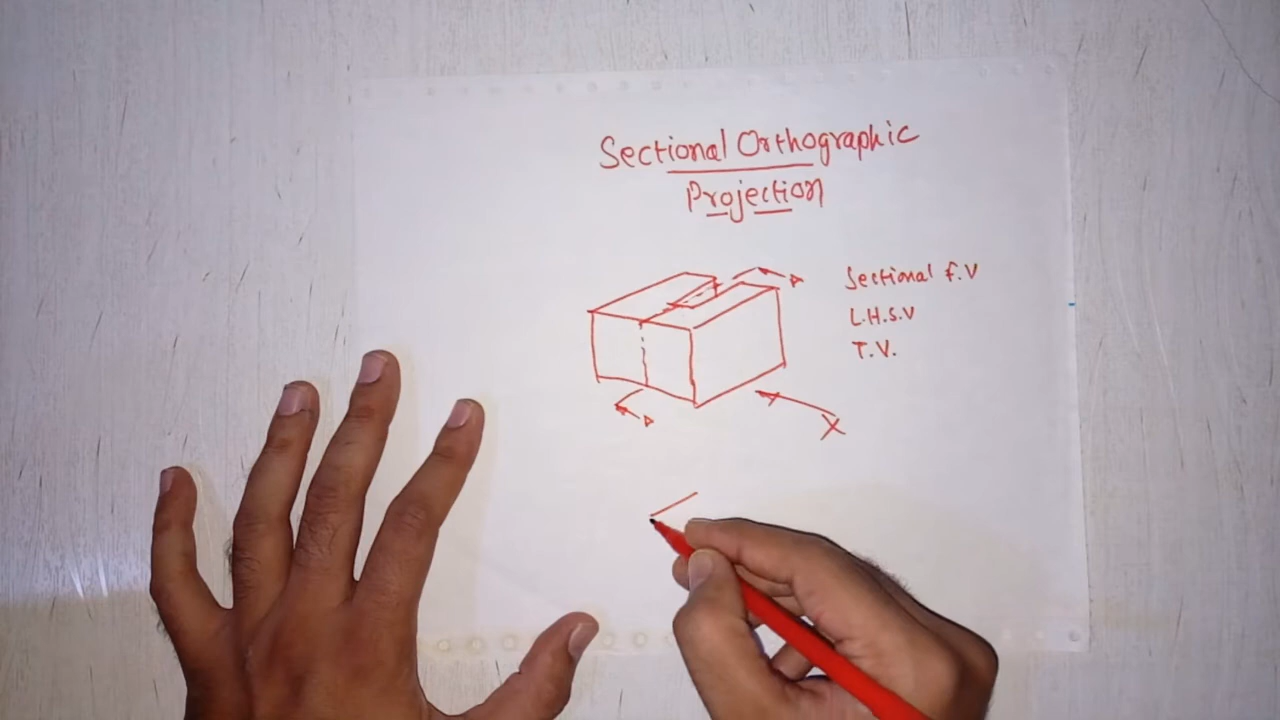 Sectional Orthographic
Projection
Sectional f.V
L.H.S.V
T.V.
X